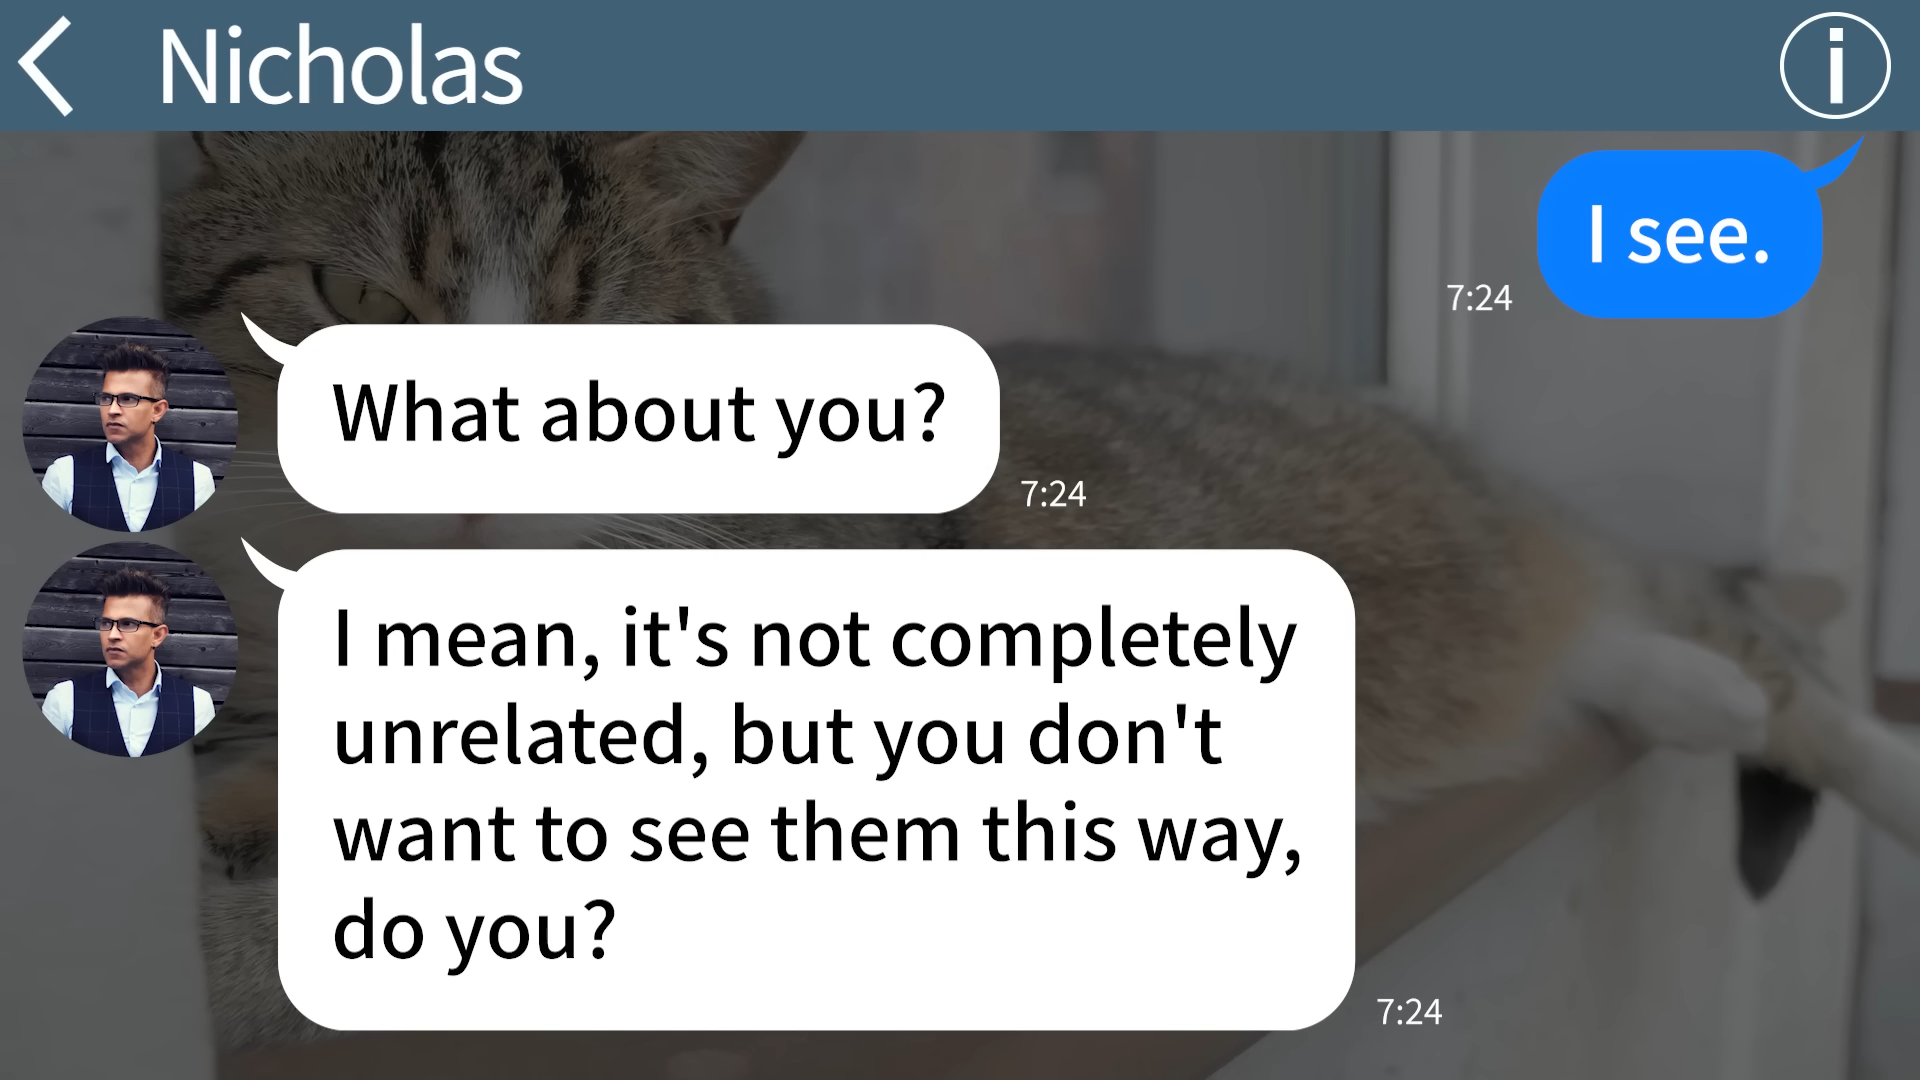 Nicholas
I see.
7:24
What about you?
7:24
I mean, it's not completely
unrelated, but you don't
want to see them this way,
do you?
7:24